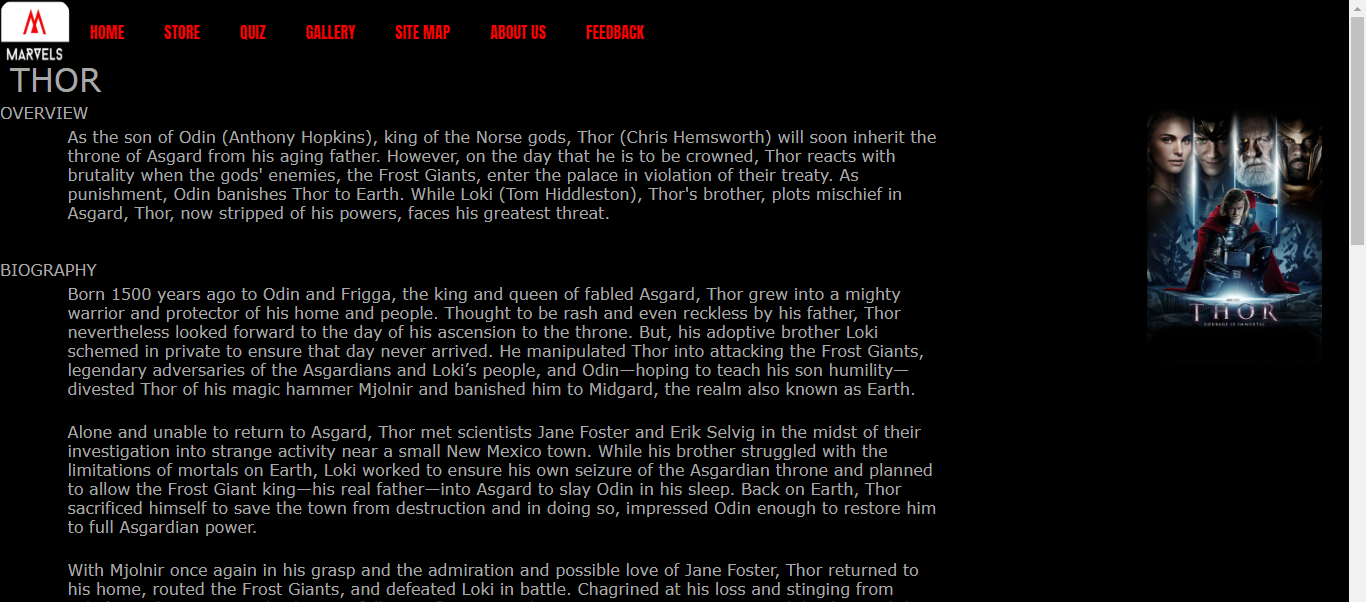 HOME STORE QUIZ GALLERY SITE MAP ABOUT US FEEDBACK
MARVELS
THOR
OVERVIEW
As the son of Odin (Anthony Hopkins), king of the Norse gods, Thor (Chris Hemsworth) will soon inherit the
throne of Asgard from his aging father. However, on the day that he is to be crowned, Thor reacts with
brutality when the gods' enemies, the Frost Giants, enter the palace in violation of their treaty. As
punishment, Odin banishes Thor to Earth. While Loki (Tom Hiddleston), Thor's brother, plots mischief in
Asgard, Thor, now stripped of his powers, faces his greatest threat.
BIOGRAPHY
Born 1500 years ago to Odin and Frigga, the king and queen of fabled Asgard, Thor grew into a mighty
warrior and protector of his home and people. Thought to be rash and even reckless by his father, Thor
nevertheless looked forward to the day of his ascension to the throne. But, his adoptive brother Loki
schemed in private to ensure that day never arrived. He manipulated Thor into attacking the Frost Giants,
legendary adversaries of the Asgardians and Loki’s people, and Odin—hoping to teach his son humility—
divested Thor of his magic hammer Mjolnir and banished him to Midgard, the realm also known as Earth.
Alone and unable to return to Asgard, Thor met scientists Jane Foster and Erik Selvig in the midst of their
investigation into strange activity near a small New Mexico town. While his brother struggled with the
limitations of mortals on Earth, Loki worked to ensure his own seizure of the Asgardian throne and planned
to allow the Frost Giant king—his real father—into Asgard to slay Odin in his sleep. Back on Earth, Thor
sacrificed himself to save the town from destruction and in doing so, impressed Odin enough to restore him
to full Asgardian power.
With Mjolnir once again in his grasp and the admiration and possible love of Jane Foster, Thor returned to
his home, routed the Frost Giants, and defeated Loki in battle. Chagrined at his loss and stinging from
THOR
COURAGE IS IMMORTAL